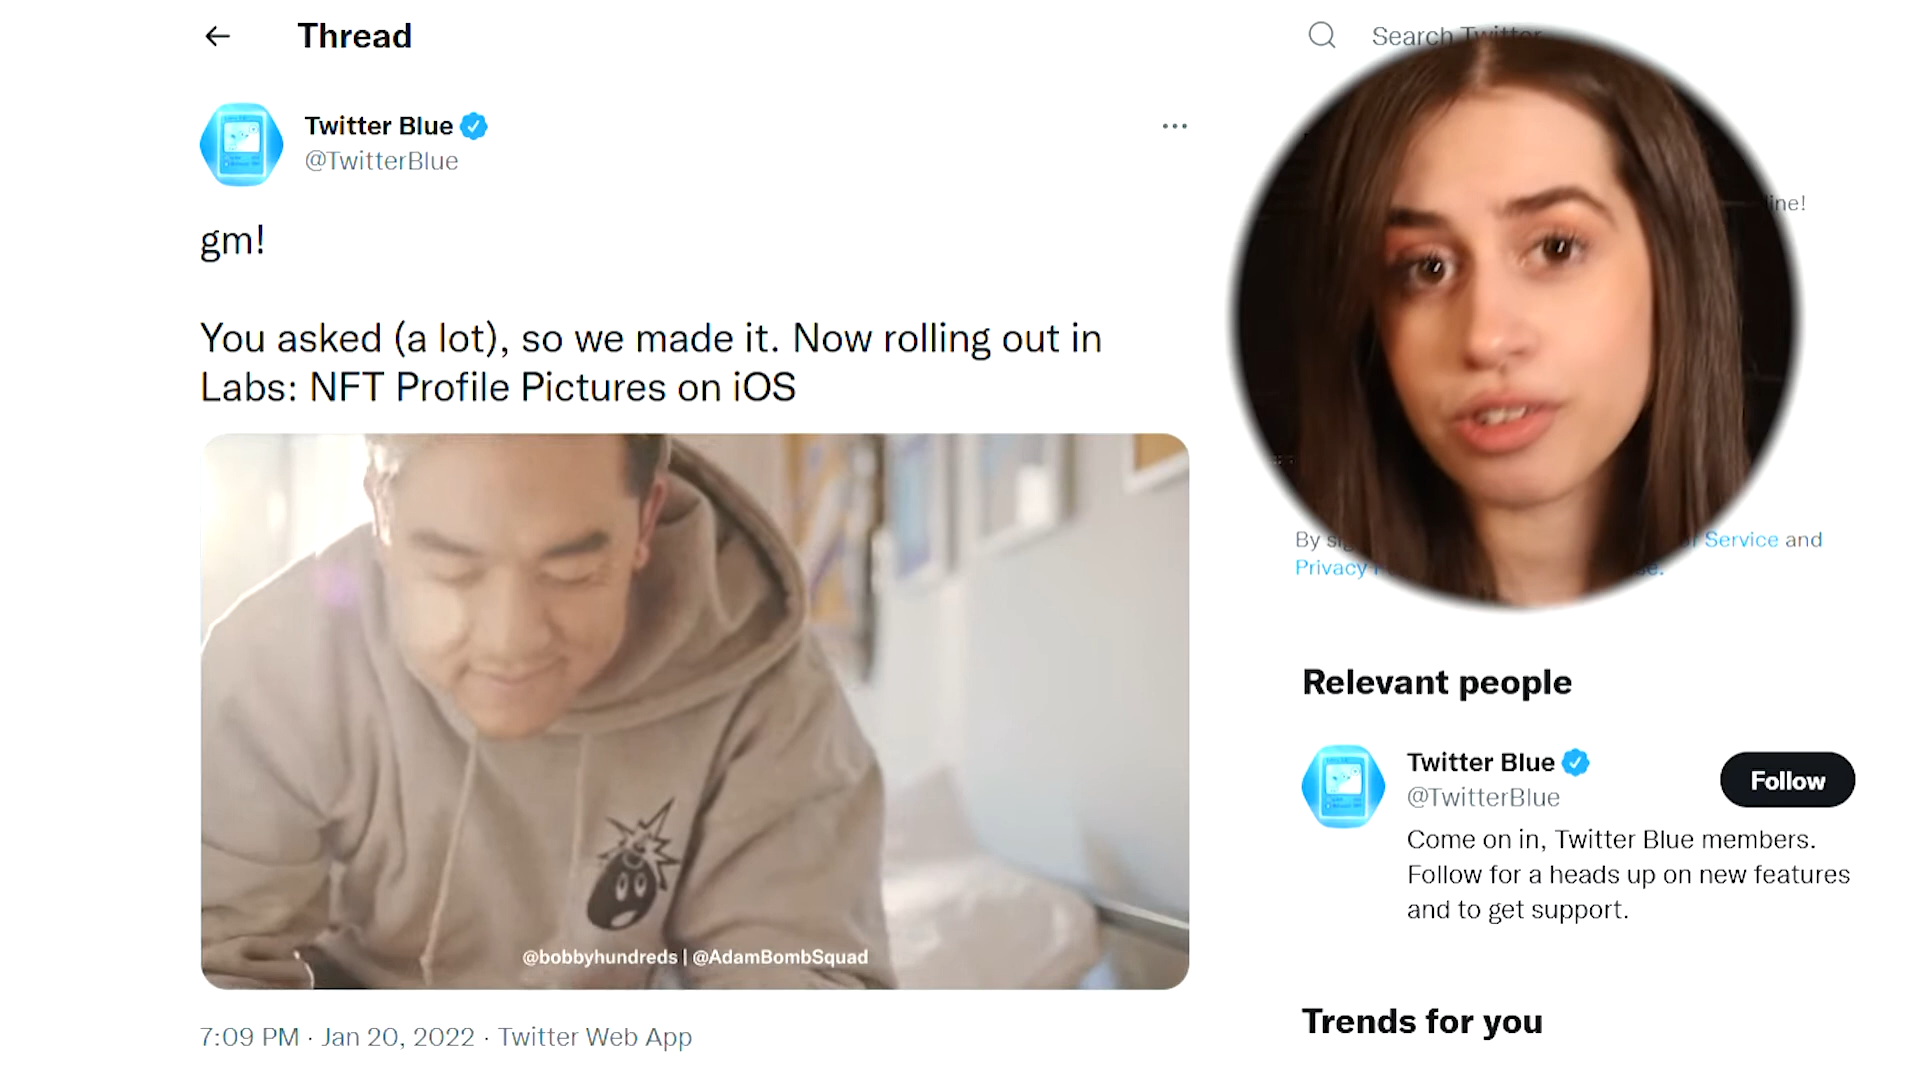 Thread
Search Twitter
Twitter Blue
@TwitterBlue
gm!
You asked (a lot), so we made it. Now rolling out in
Labs: NFT Profile Pictures on iOS
@bobbyhundreds | @AdamBombSquad
7:09 PM · Jan 20, 2022 · Twitter Web App
By
Service and
Privacy
Relevant people
Twitter Blue
@TwitterBlue
Follow
Come on in, Twitter Blue members.
Follow for a heads up on new features
and to get support.
Trends for you